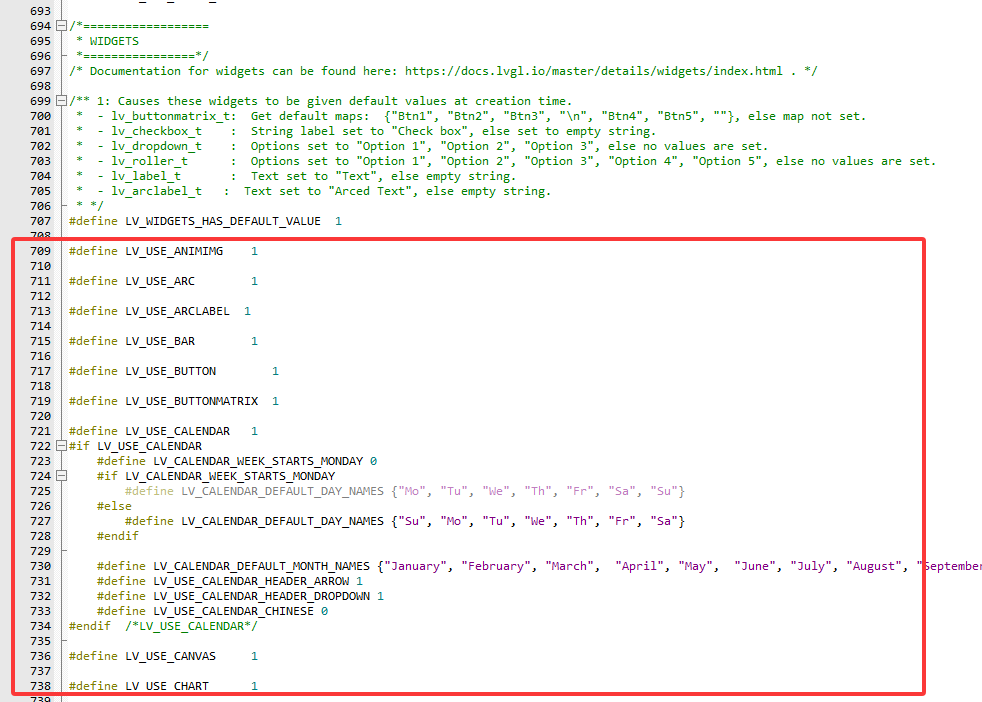 693
694 /*==================
695  * WIDGETS
696  *================*/
697 /* Documentation for widgets can be found here: https://docs.lvgl.io/master/details/widgets/index.html . */
698
699 /** 1: Causes these widgets to be given default values at creation time.
700  *  - lv_buttonmatrix_t:  Get default maps:  {"Btn1", "Btn2", "Btn3", "\n", "Btn4", "Btn5", ""}, else map not set.
701  *  - lv_checkbox_t    :  String label set to "Check box", else set to empty string.
702  *  - lv_dropdown_t    :  Options set to "Option 1", "Option 2", "Option 3", else no values are set.
703  *  - lv_roller_t      :  Options set to "Option 1", "Option 2", "Option 3", "Option 4", "Option 5", else no values are set.
704  *  - lv_label_t       :  Text set to "Text", else empty string.
705  *  - lv_arclabel_t   :  Text set to "Arced Text", else empty string.
706  * */
707 #define LV_WIDGETS_HAS_DEFAULT_VALUE  1
708
709 #define LV_USE_ANIMIMG    1
710
711 #define LV_USE_ARC        1
712
713 #define LV_USE_ARCLABEL  1
714
715 #define LV_USE_BAR        1
716
717 #define LV_USE_BUTTON        1
718
719 #define LV_USE_BUTTONMATRIX  1
720
721 #define LV_USE_CALENDAR   1
722 #if LV_USE_CALENDAR
723     #define LV_CALENDAR_WEEK_STARTS_MONDAY 0
724     #if LV_CALENDAR_WEEK_STARTS_MONDAY
725         #define LV_CALENDAR_DEFAULT_DAY_NAMES {"Mo", "Tu", "We", "Th", "Fr", "Sa", "Su"}
726     #else
727         #define LV_CALENDAR_DEFAULT_DAY_NAMES {"Su", "Mo", "Tu", "We", "Th", "Fr", "Sa"}
728     #endif
729
730     #define LV_CALENDAR_DEFAULT_MONTH_NAMES {"January", "February", "March",  "April", "May",  "June", "July", "August", "September
731     #define LV_USE_CALENDAR_HEADER_ARROW 1
732     #define LV_USE_CALENDAR_HEADER_DROPDOWN 1
733     #define LV_USE_CALENDAR_CHINESE 0
734 #endif  /*LV_USE_CALENDAR*/
735
736 #define LV_USE_CANVAS     1
737
738 #define LV_USE_CHART      1
739